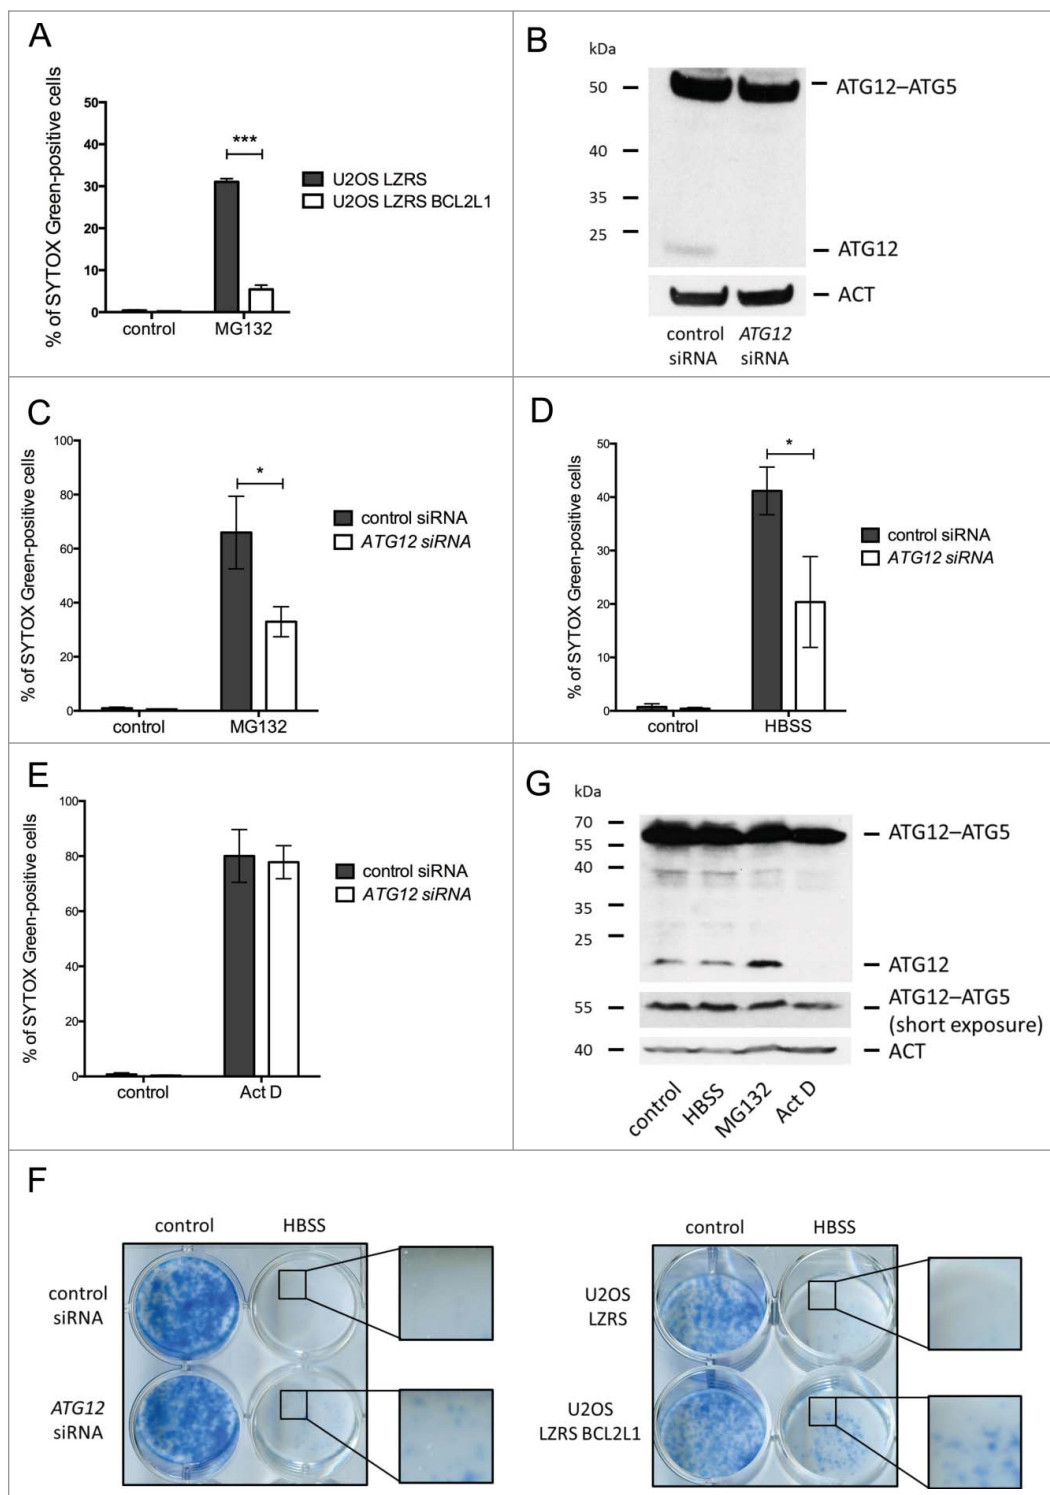 A
% of SYTOX Green-positive cells
50
40
30
20
10
0
***
control
MG132
U2OS LZRS
U2OS LZRS BCL2L1
B
kDa
50
40
35
25
ATG12–ATG5
ATG12
ACT
control
siRNA
ATG12
siRNA
C
% of SYTOX Green-positive cells
100
80
60
40
20
0
*
control
MG132
control siRNA
ATG12 siRNA
D
% of SYTOX Green-positive cells
50
40
30
20
10
0
*
control
HBSS
control siRNA
ATG12 siRNA
E
% of SYTOX Green-positive cells
100
80
60
40
20
0
control
Act D
control siRNA
ATG12 siRNA
G
kDa
70
55
40
35
25
55
40
ATG12–ATG5
ATG12
ATG12–ATG5
(short exposure)
ACT
control
HBSS
MG132
Act D
F
control
HBSS
control
siRNA
ATG12
siRNA
control
HBSS
U2OS
LZRS
U2OS
LZRS BCL2L1